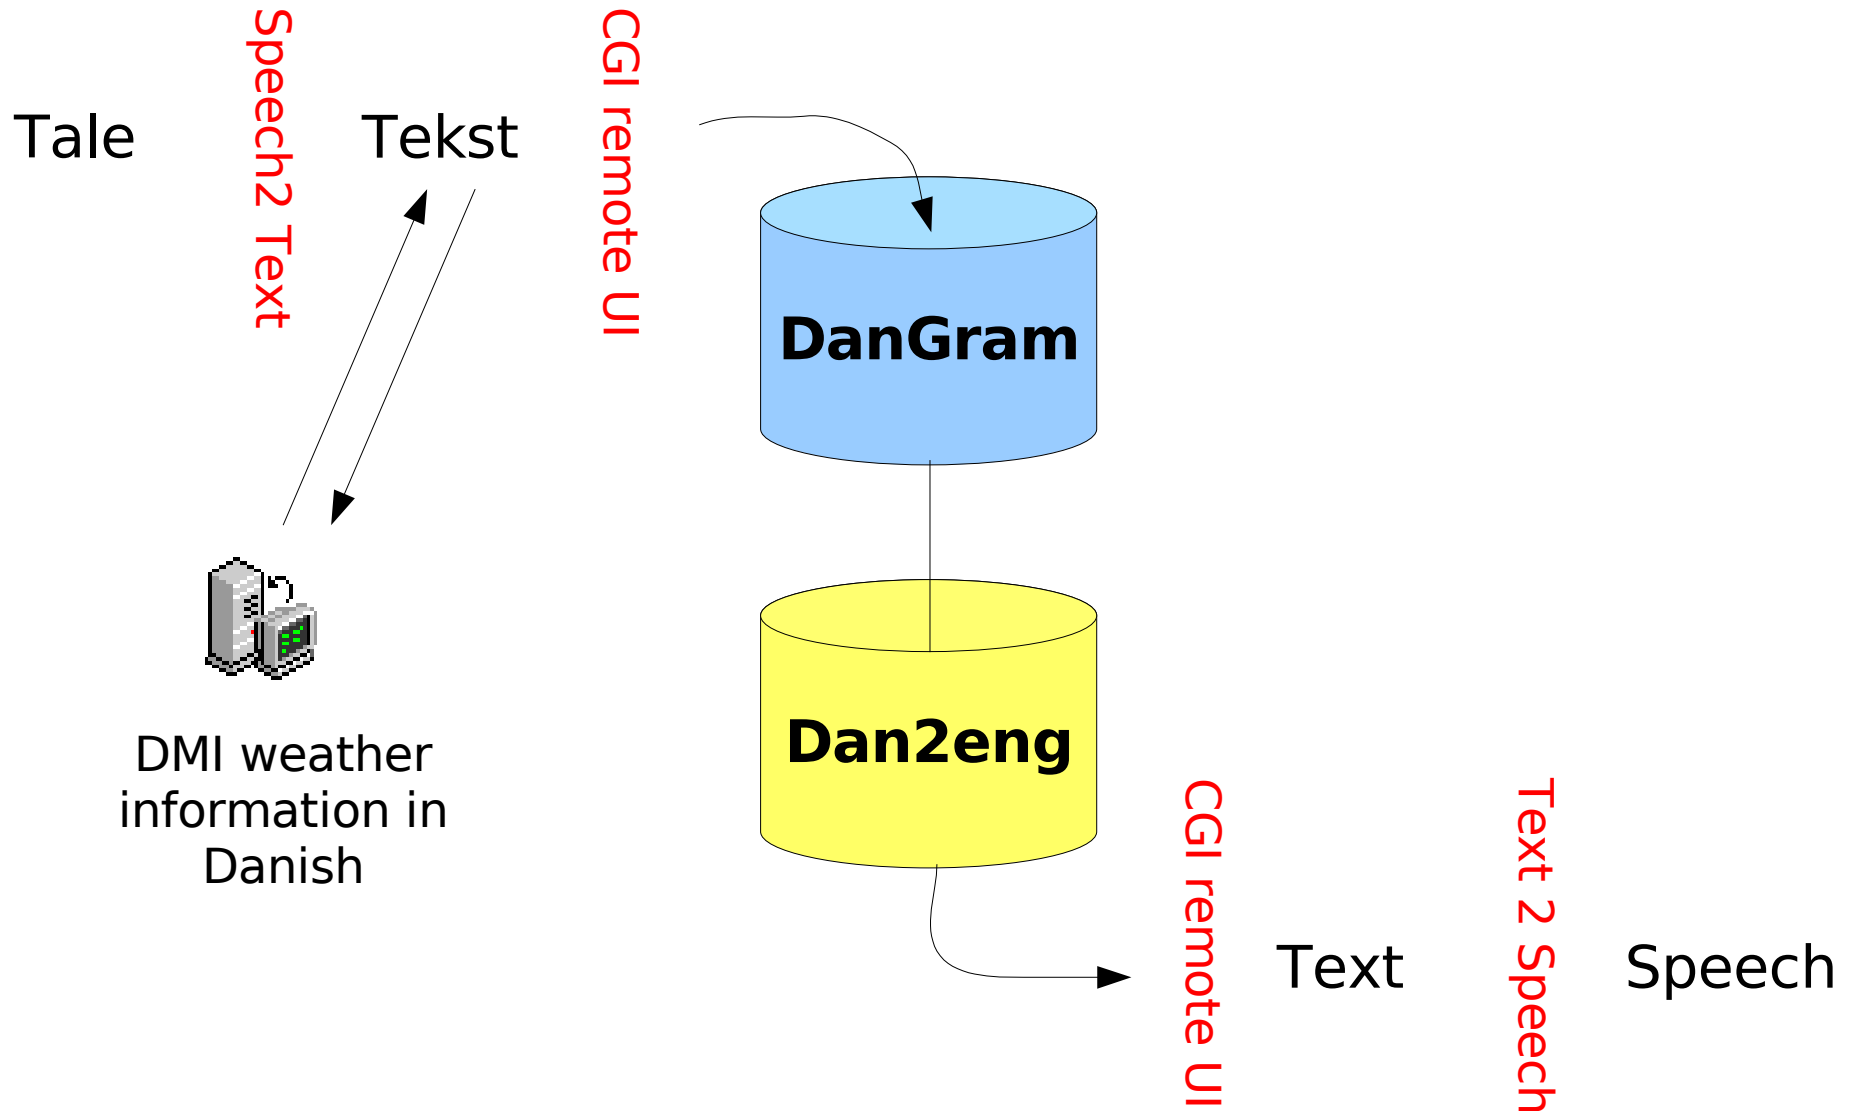 Tale
Speech2 Text
Tekst
CGI remote UI
DanGram
Dan2eng
DMI weather
information in
Danish
CGI remote UI
Text
Text 2 Speech
Speech